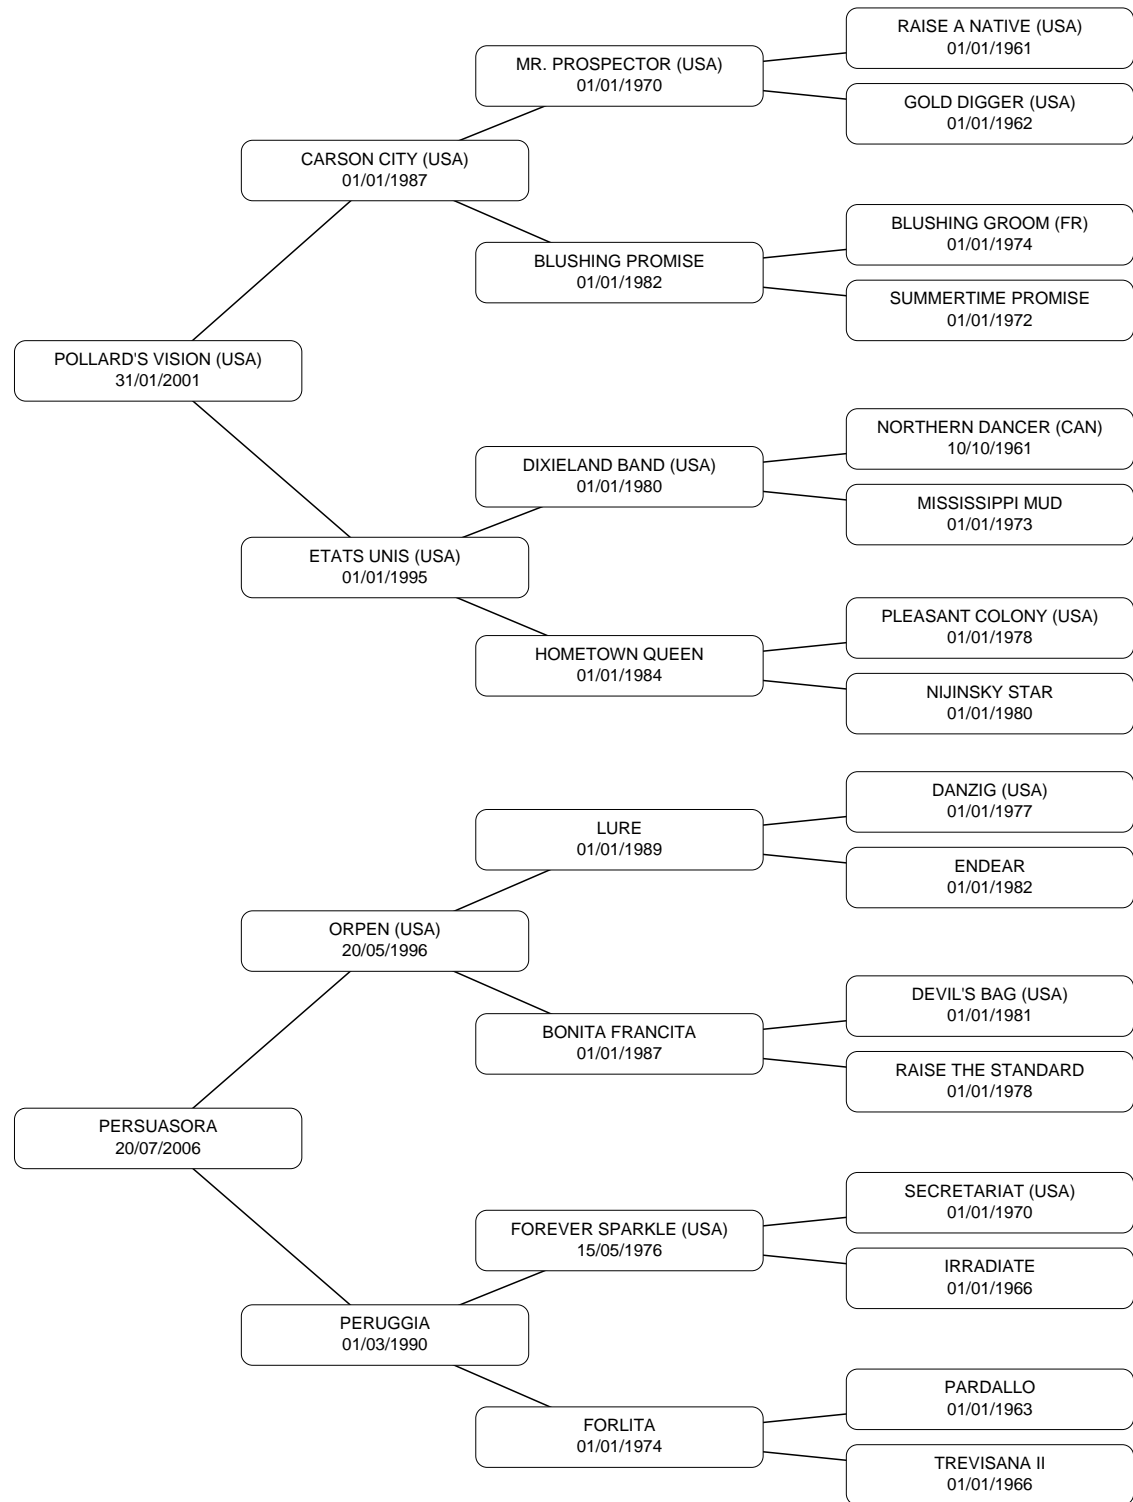 RAISE A NATIVE (USA)
01/01/1961
MR. PROSPECTOR (USA)
01/01/1970
GOLD DIGGER (USA)
01/01/1962
CARSON CITY (USA)
01/01/1987
BLUSHING GROOM (FR)
01/01/1974
BLUSHING PROMISE
01/01/1982
SUMMERTIME PROMISE
01/01/1972
POLLARD'S VISION (USA)
31/01/2001
NORTHERN DANCER (CAN)
10/10/1961
DIXIELAND BAND (USA)
01/01/1980
MISSISSIPPI MUD
01/01/1973
ETATS UNIS (USA)
01/01/1995
PLEASANT COLONY (USA)
01/01/1978
HOMETOWN QUEEN
01/01/1984
NIJINSKY STAR
01/01/1980
DANZIG (USA)
01/01/1977
LURE
01/01/1989
ENDEAR
01/01/1982
ORPEN (USA)
20/05/1996
DEVIL'S BAG (USA)
01/01/1981
BONITA FRANCITA
01/01/1987
RAISE THE STANDARD
01/01/1978
PERSUASORA
20/07/2006
SECRETARIAT (USA)
01/01/1970
FOREVER SPARKLE (USA)
15/05/1976
IRRADIATE
01/01/1966
PERUGGIA
01/03/1990
PARDALLO
01/01/1963
FORLITA
01/01/1974
TREVISANA II
01/01/1966